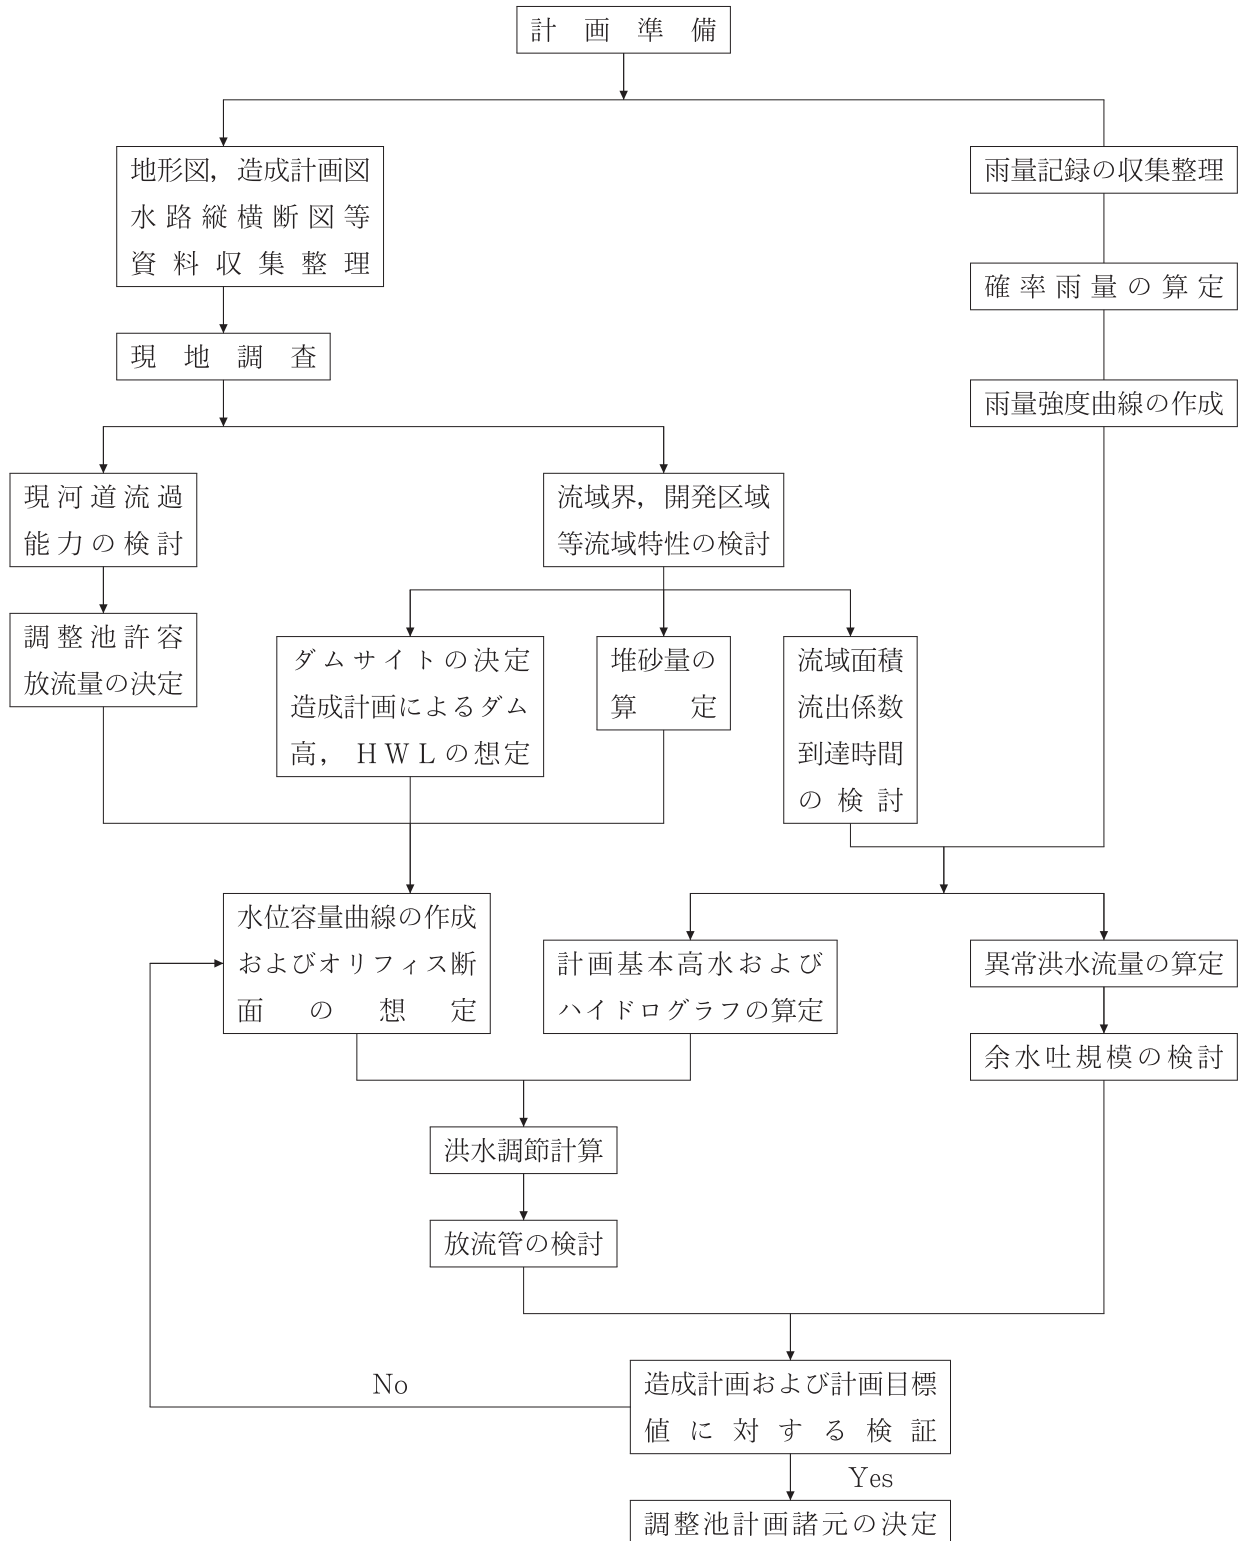 計画準備
地形図，造成計画図
水路縦横断図等
資料収集整理
雨量記録の収集整理
確率雨量の算定
雨量強度曲線の作成
現地調査
現河道流過
能力の検討
流域界，開発区域
等流域特性の検討
調整池許容
放流量の決定
ダムサイトの決定
造成計画によるダム
高，ＨＷＬの想定
堆砂量の
算定
流域面積
流出係数
到達時間
の検討
水位容量曲線の作成
およびオリフィス断
面の想定
計画基本高水および
ハイドログラフの算定
異常洪水流量の算定
余水吐規模の検討
洪水調節計算
放流管の検討
造成計画および計画目標
値に対する検証
No
Yes
調整池計画諸元の決定